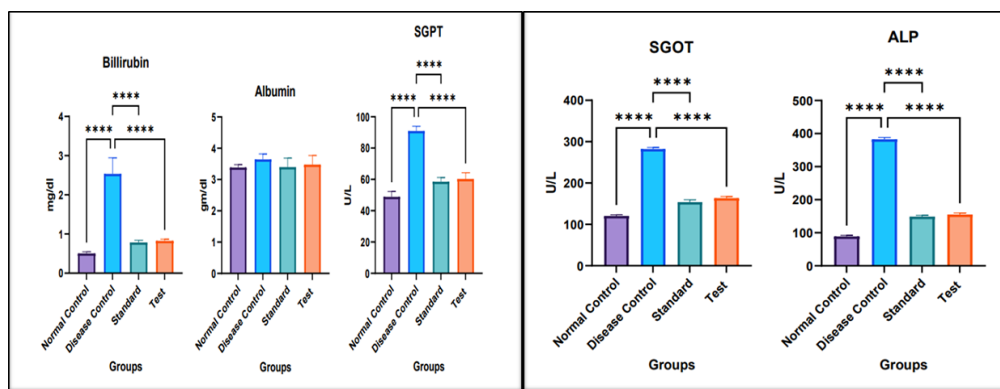 Billirubin
****
**** ****
mg/dl
4
3
2
1
0
Normal Control
Disease Control
Standard
Test
Groups
Albumin
gm/dl
5
4
3
2
1
0
Normal Control
Disease Control
Standard
Test
Groups
SGPT
****
**** ****
U/L
100
80
60
40
20
0
Normal Control
Disease Control
Standard
Test
Groups
SGOT
****
**** ****
U/L
400
300
200
100
0
Normal Control
Disease Control
Standard
Test
Groups
ALP
****
**** ****
U/L
500
400
300
200
100
0
Normal Control
Disease Control
Standard
Test
Groups